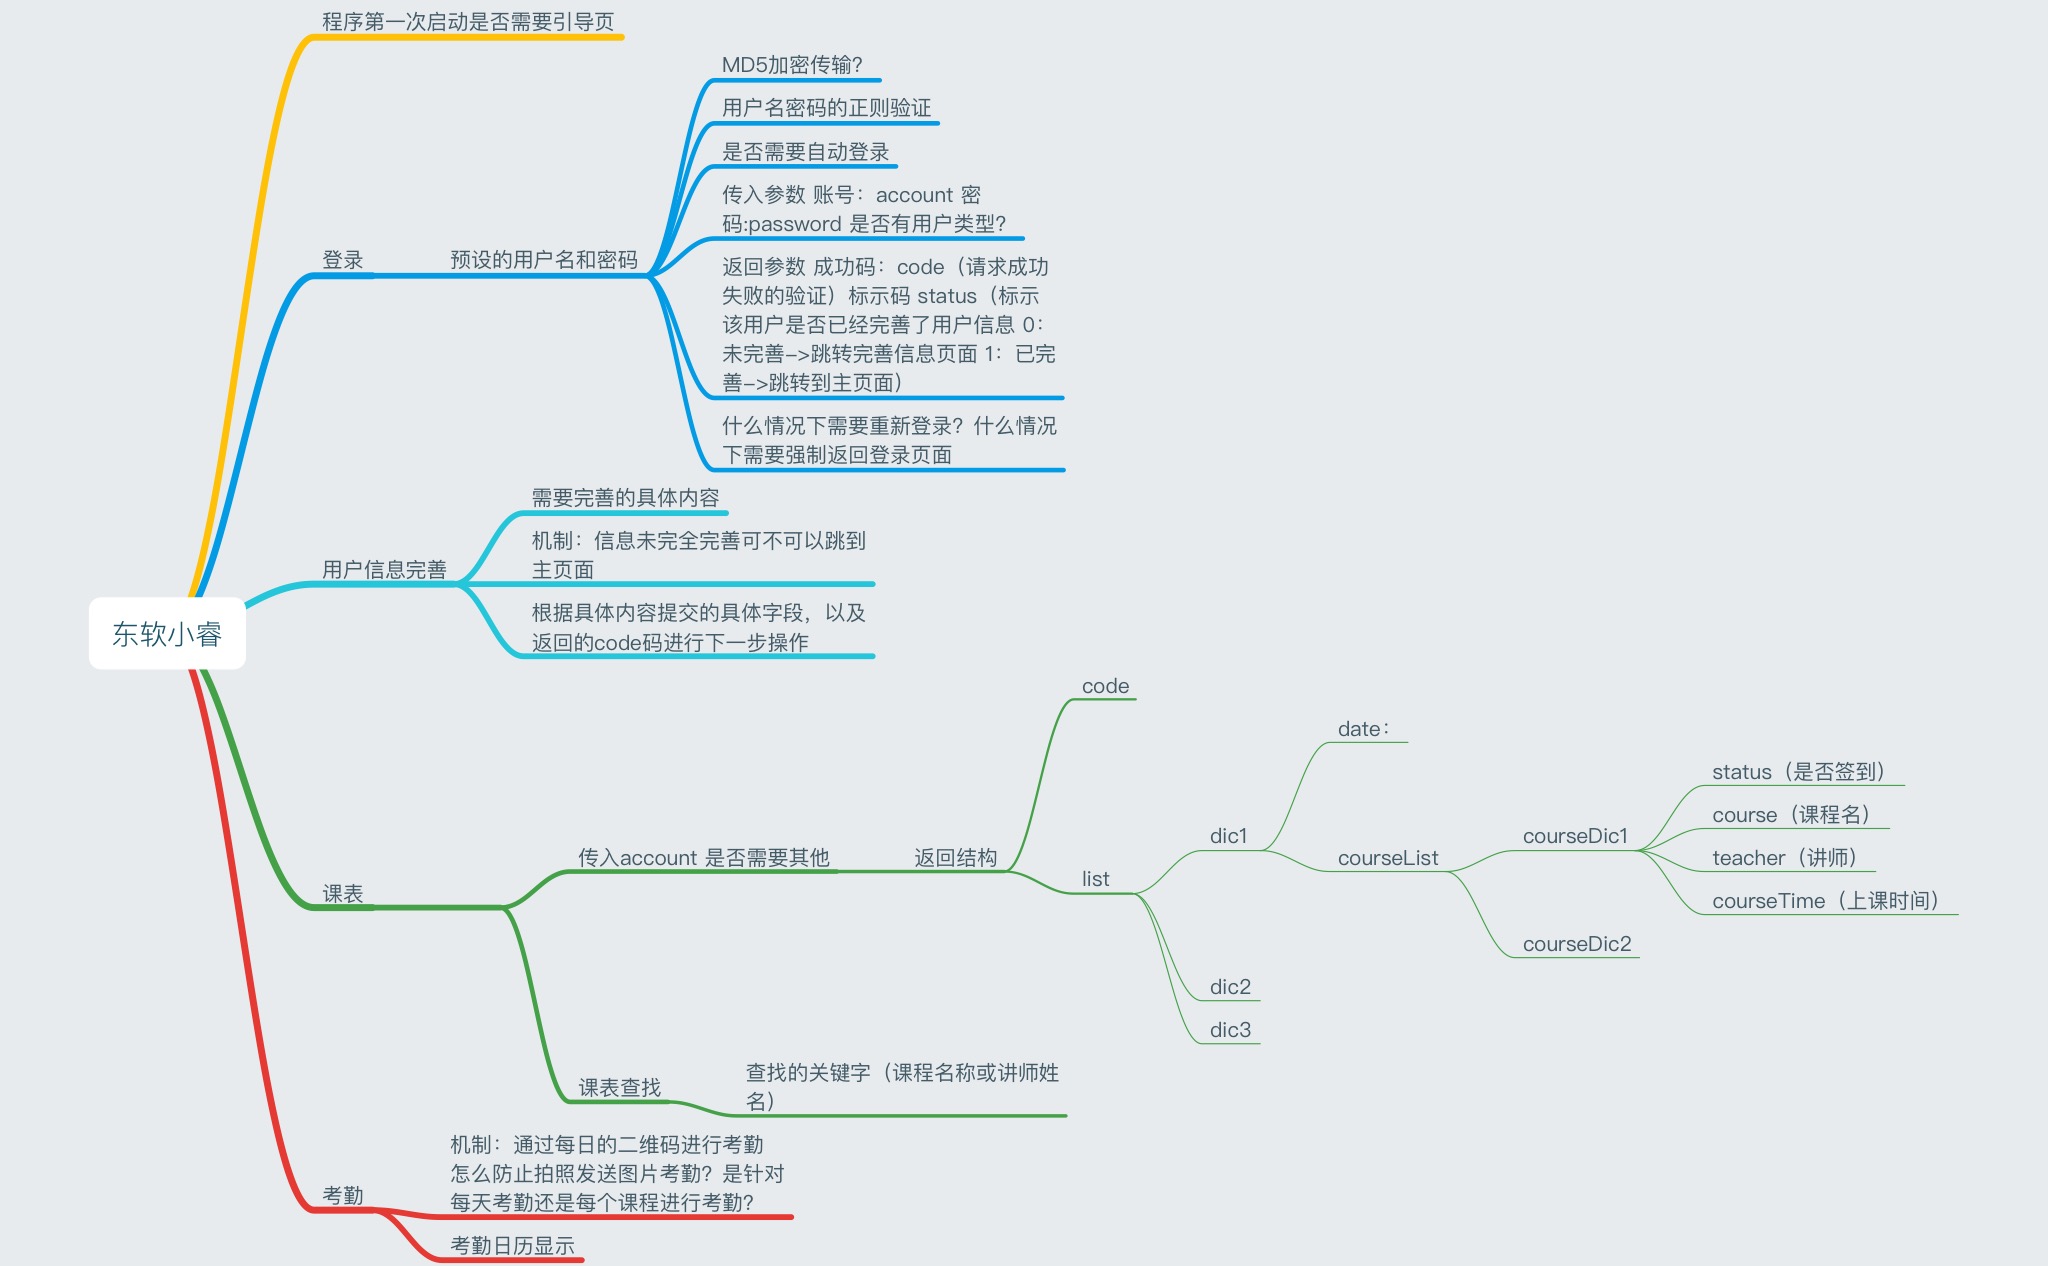 程序第一次启动是否需要引导页
MD5加密传输?
用户名密码的正则验证
是否需要自动登录
传入参数 账号：account 密
码:password 是否有用户类型?
登录
预设的用户名和密码
返回参数 成功码：code（请求成功
失败的验证）标示码 status（标示
该用户是否已经完善了用户信息 0：
未完善->跳转完善信息页面 1：已完
善->跳转到主页面）
什么情况下需要重新登录？什么情况
下需要强制返回登录页面
用户信息完善
需要完善的具体内容
机制：信息未完全完善可不可以跳到
主页面
根据具体内容提交的具体字段，以及
返回的code码进行下一步操作
东软小睿
课表
传入account 是否需要其他
返回结构
code
list
dic1
date：
courseList
courseDic1
status（是否签到）
course（课程名）
teacher（讲师）
courseTime（上课时间）
courseDic2
dic2
dic3
课表查找
查找的关键字（课程名称或讲师姓
名）
考勤
机制：通过每日的二维码进行考勤
怎么防止拍照发送图片考勤？是针对
每天考勤还是每个课程进行考勤?
考勤日历显示